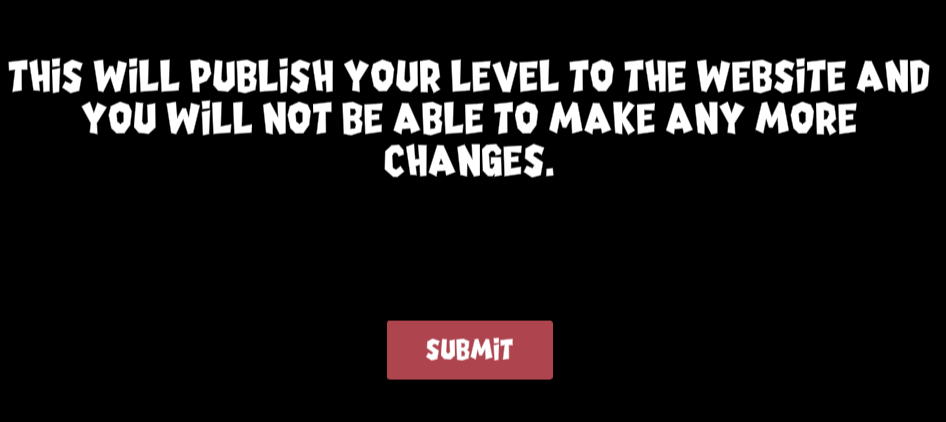 THiS WiLL PUBLiSH YOUR LEVEL TO THE WEBSiTE AND
YOU WiLL NOT BE ABLE TO MAKE ANY MORE
CHANGES.
SUBMiT